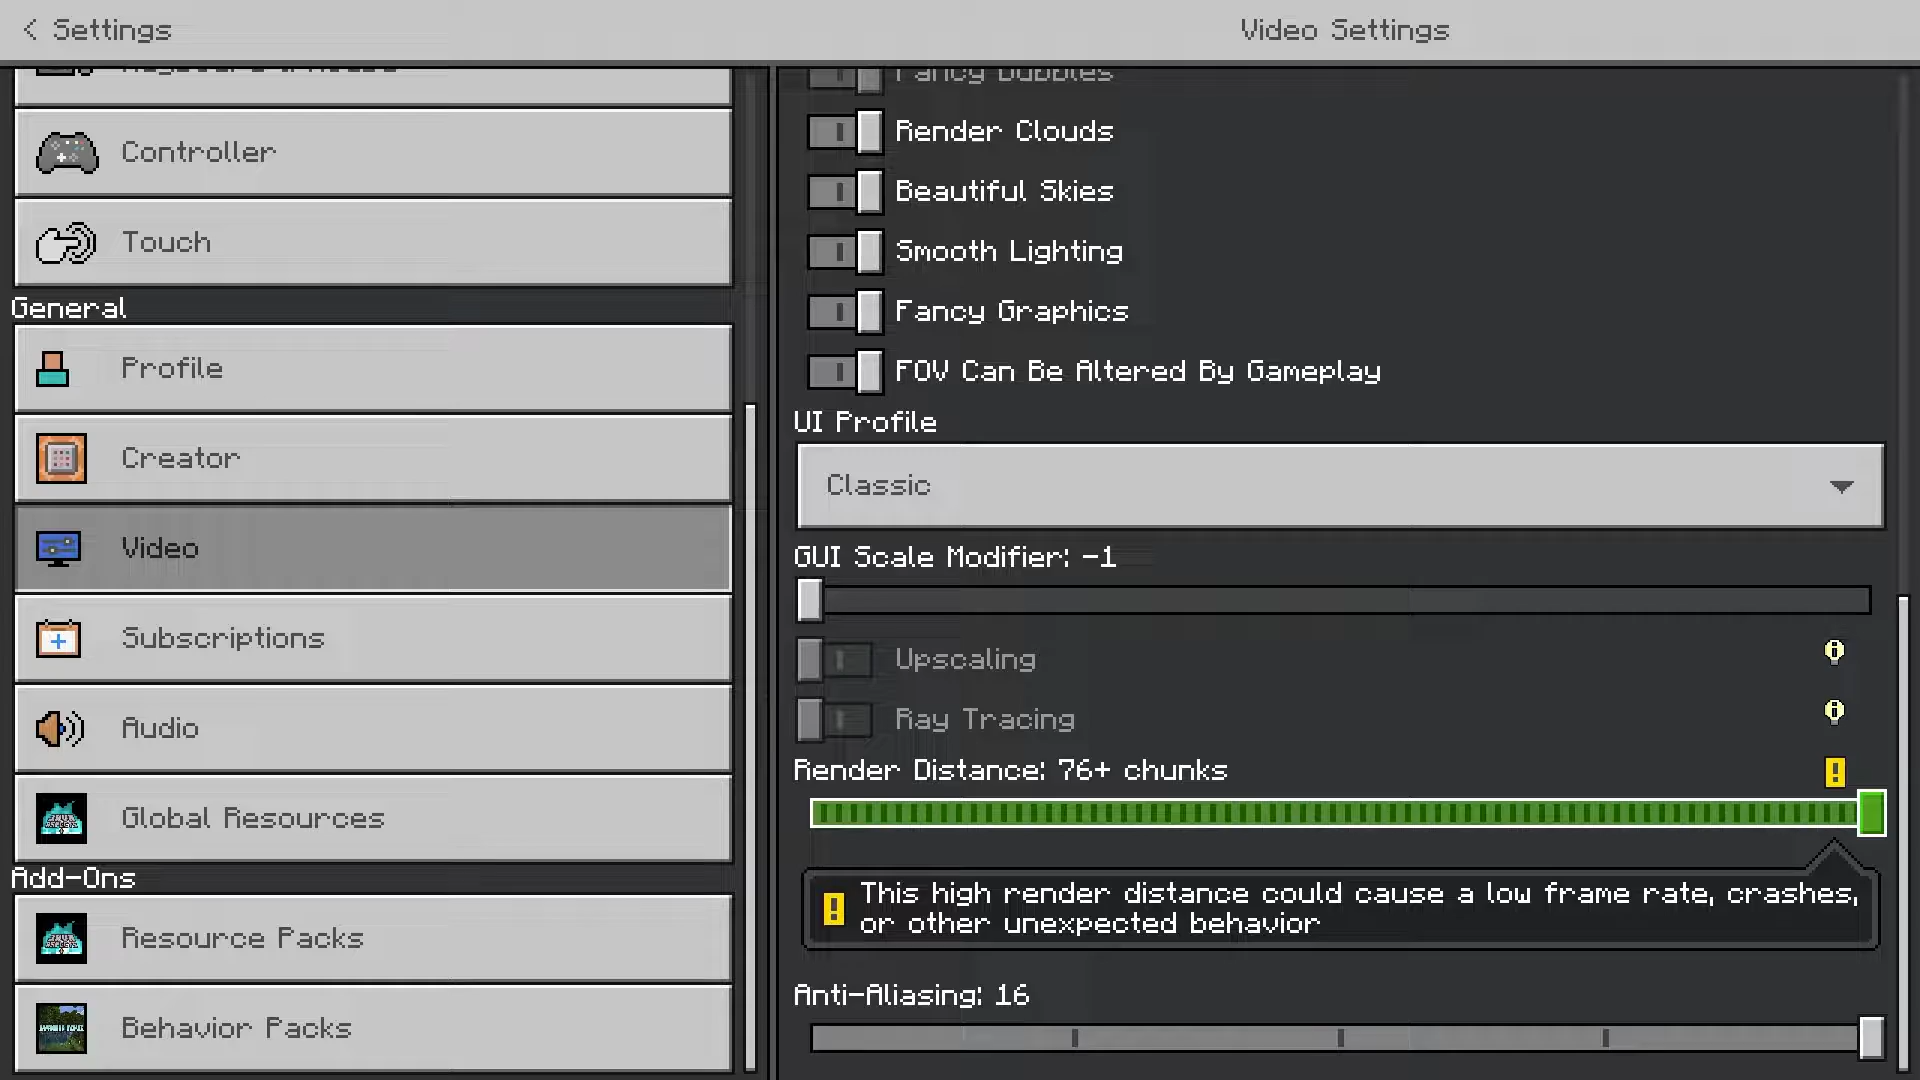 Settings
Video Settings
Controller
Touch
General
Profile
Creator
Video
Subscriptions
Audio
Global Resources
Add-Ons
Resource Packs
Behavior Packs
Fancy Bubbles
Render Clouds
Beautiful Skies
Smooth Lighting
Fancy Graphics
FOV Can Be Altered By Gameplay
UI Profile
Classic
GUI Scale Modifier: -1
Upscaling
Ray Tracing
Render Distance: 76+ chunks
This high render distance could cause a low frame rate, crashes,
or other unexpected behavior
Anti-Aliasing: 16